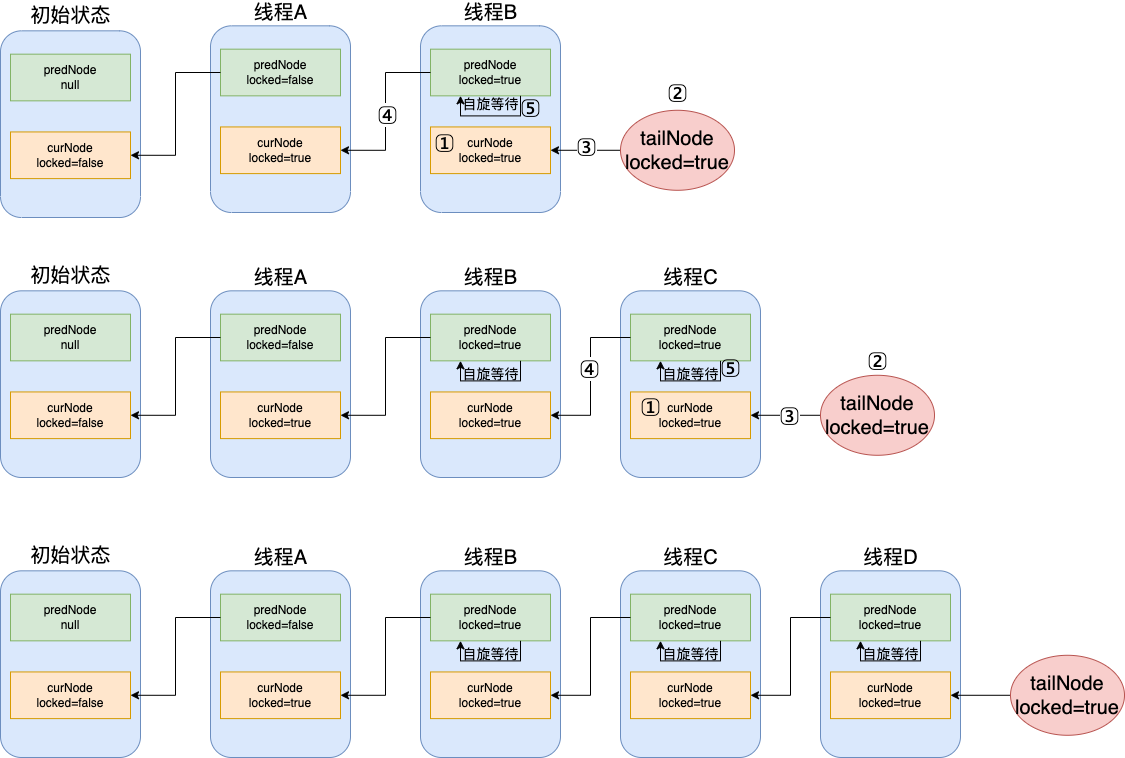 初始状态
线程A
线程B
predNode
null
predNode
locked=false
predNode
locked=true
②
自旋等待
⑤
④
curNode
locked=false
curNode
locked=true
①
curNode
locked=true
③
tailNode
locked=true
初始状态
线程A
线程B
线程C
predNode
null
predNode
locked=false
predNode
locked=true
predNode
locked=true
②
自旋等待
④
自旋等待
⑤
curNode
locked=false
curNode
locked=true
curNode
locked=true
①
curNode
locked=true
③
tailNode
locked=true
初始状态
线程A
线程B
线程C
线程D
predNode
null
predNode
locked=false
predNode
locked=true
predNode
locked=true
predNode
locked=true
自旋等待
自旋等待
自旋等待
curNode
locked=false
curNode
locked=true
curNode
locked=true
curNode
locked=true
curNode
locked=true
tailNode
locked=true